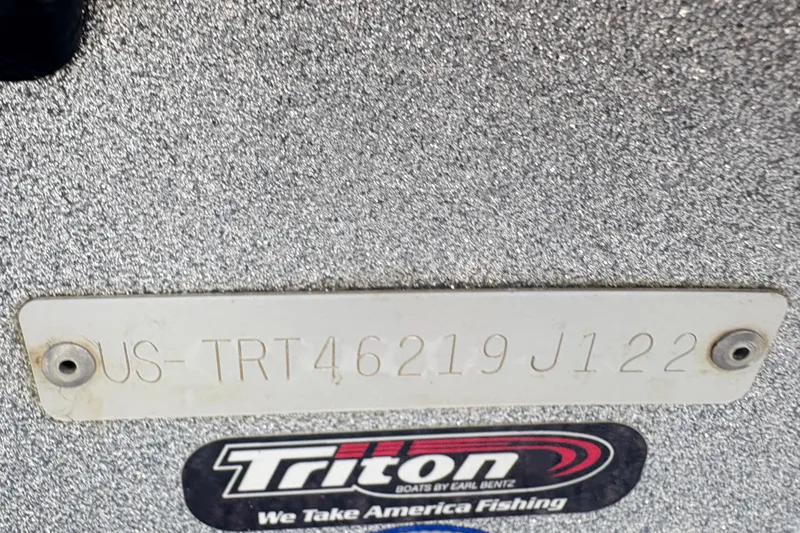 US-TRT46219J122
Triton
BOATS BY EARL BENTZ
We Take America Fishing